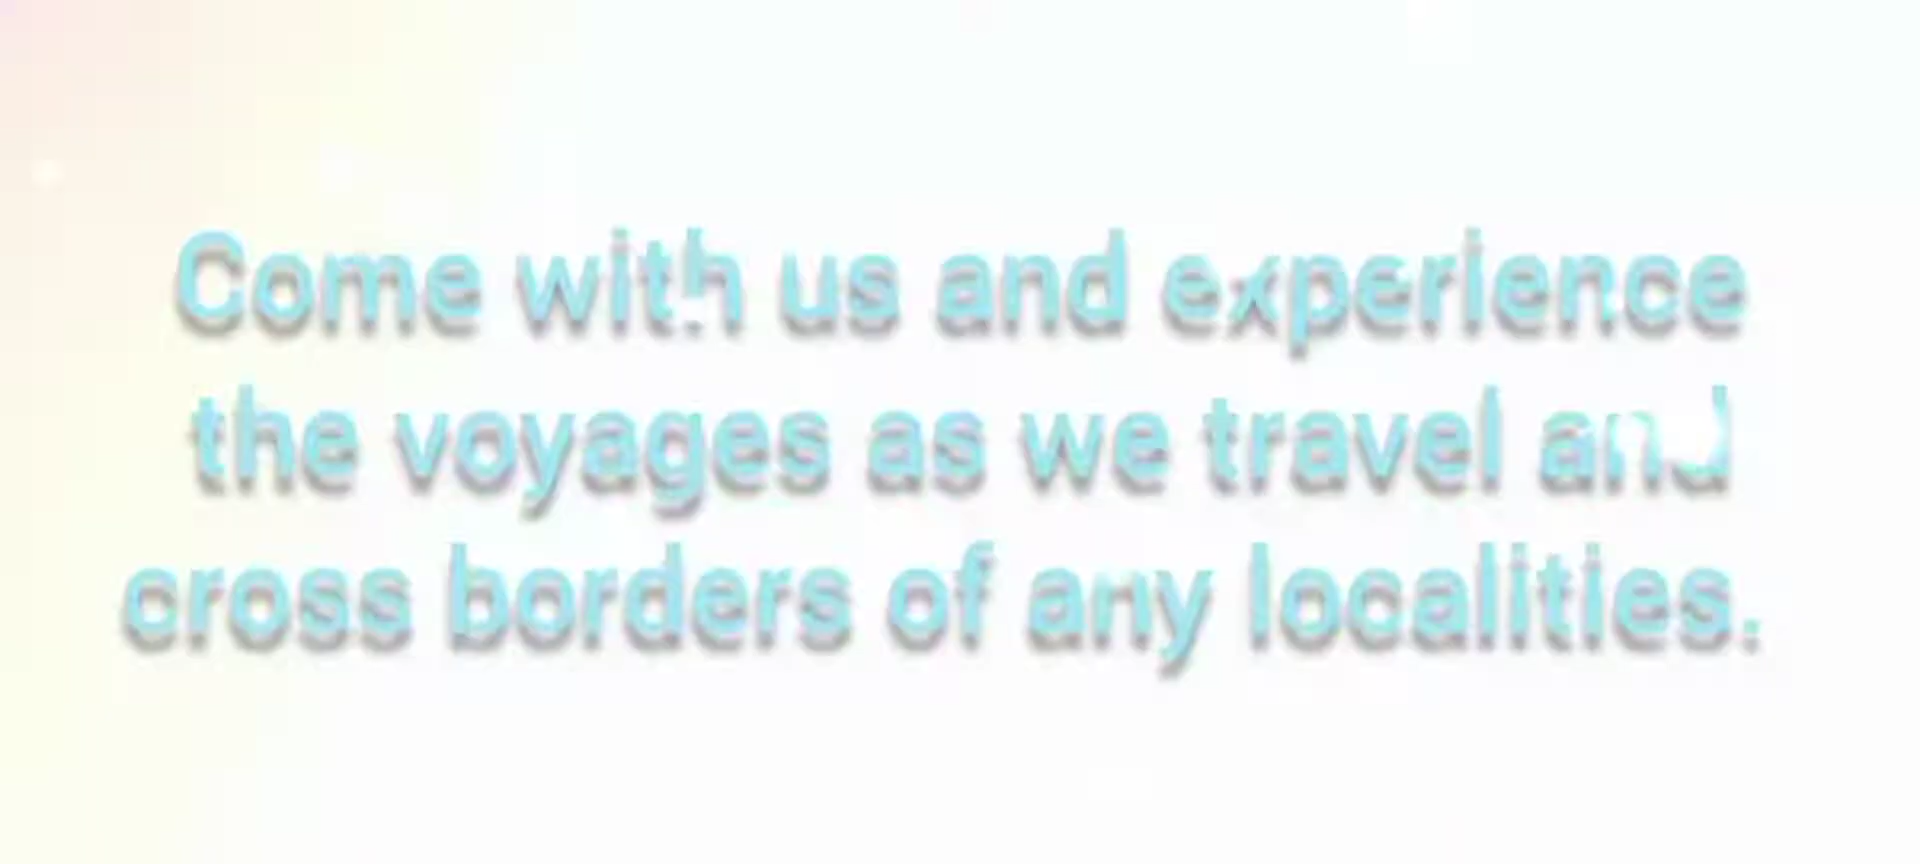 Come with us and experience
the voyages as we travel and
cross borders of any localities.